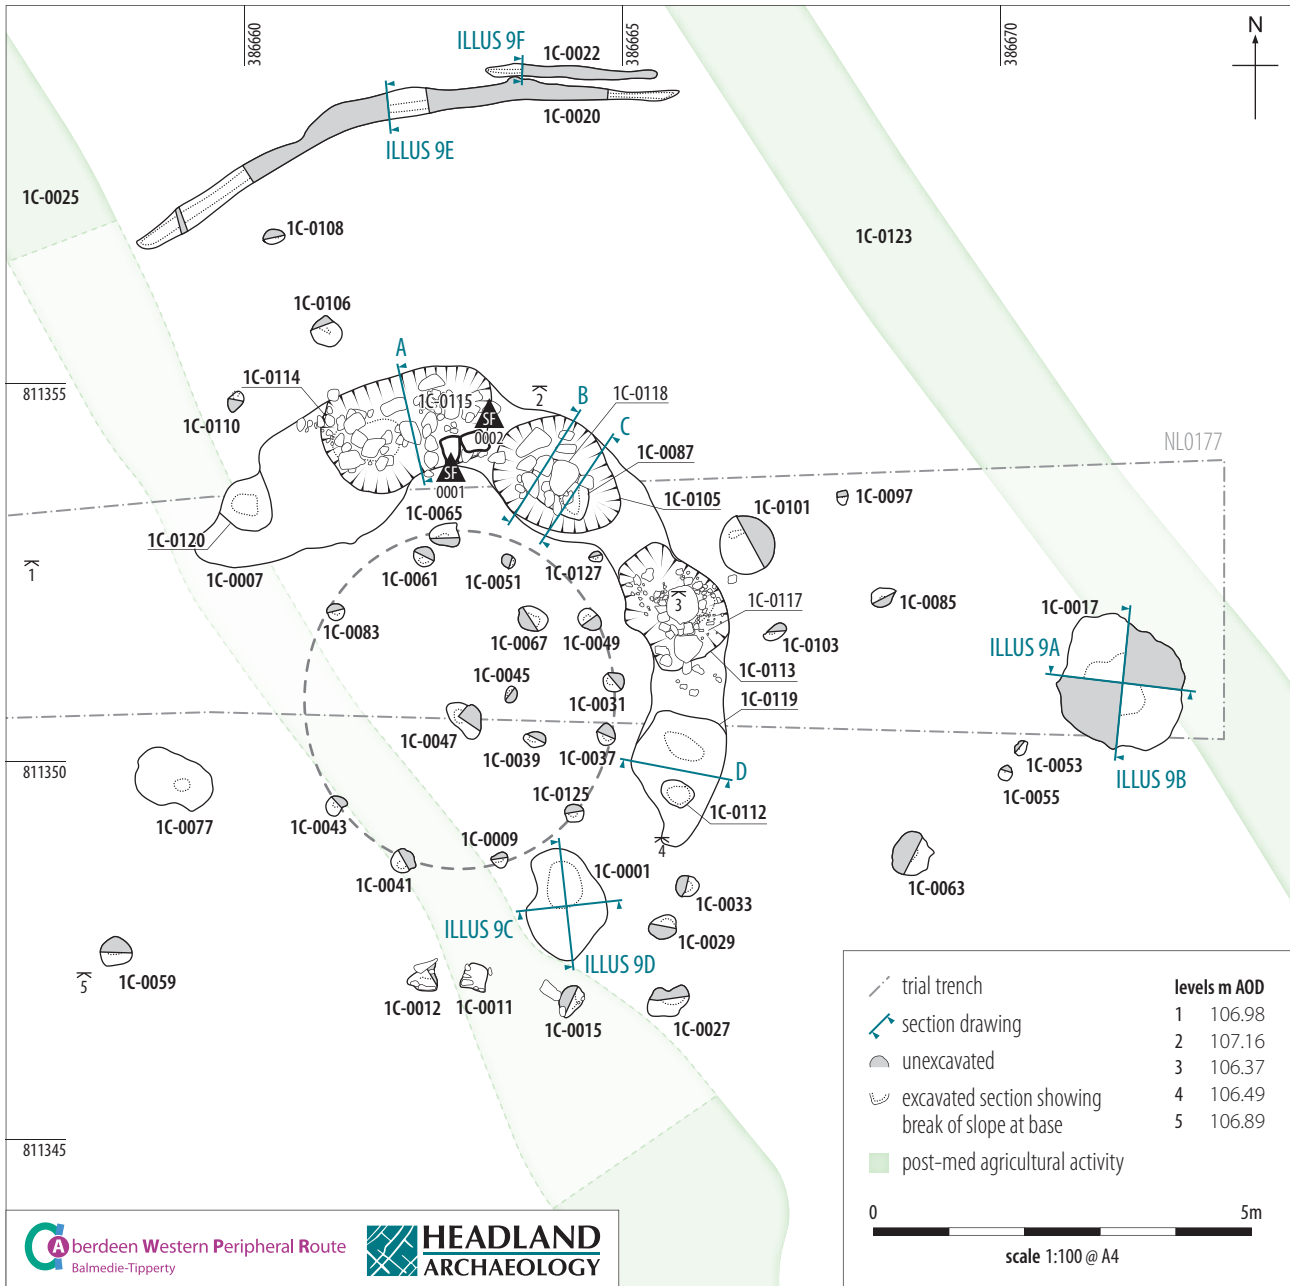 386660
386665
386670
N
ILLUS 9F
1C-0022
1C-0020
ILLUS 9E
1C-0025
1C-0108
1C-0123
1C-0106
811355
1C-0114
A
1C-0115
2
B
1C-0118
C
1C-0110
SF
0002
1C-0087
NL0177
SF
0001
1C-0105
1C-0097
1C-0065
1C-0101
1C-0120
1
1C-0007
1C-0061
1C-0051
1C-0127
1C-0085
1C-0017
3
1C-0117
1C-0083
1C-0067
1C-0049
1C-0103
ILLUS 9A
1C-0113
1C-0045
1C-0031
1C-0119
1C-0047
1C-0039
1C-0037
811350
D
1C-0053
ILLUS 9B
1C-0055
1C-0125
1C-0112
1C-0077
1C-0043
1C-0009
4
1C-0041
1C-0001
1C-0063
1C-0033
ILLUS 9C
1C-0029
ILLUS 9D
5
1C-0059
1C-0012
1C-0011
1C-0015
1C-0027
811345
trial trench
section drawing
unexcavated
excavated section showing
break of slope at base
post-med agricultural activity
levels m AOD
1 106.98
2 107.16
3 106.37
4 106.49
5 106.89
0 5m
scale 1:100 @ A4
Aberdeen Western Peripheral Route
Balmedie-Tipperty
HEADLAND
ARCHAEOLOGY